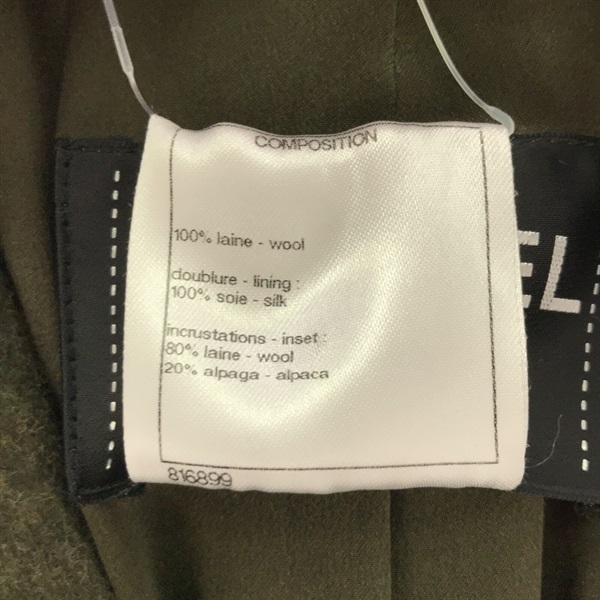 COMPOSITION
100% laine - wool
doublure - lining :
100% soie - silk
incrustations - inset :
80% laine - wool
20% alpaga - alpaca
816899
EL